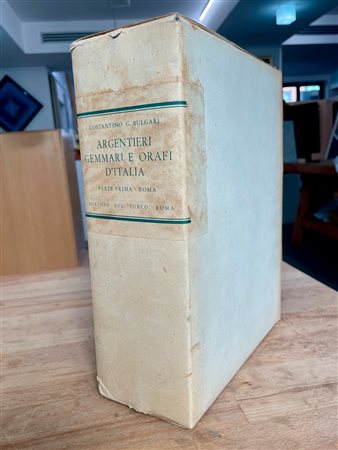 COSTANTINO G. BULGARI
ARGENTIERI
GEMMARI E ORAFI
D'ITALIA
PARTE PRIMA · ROMA
LORENZO DEL TURCO, ROMA